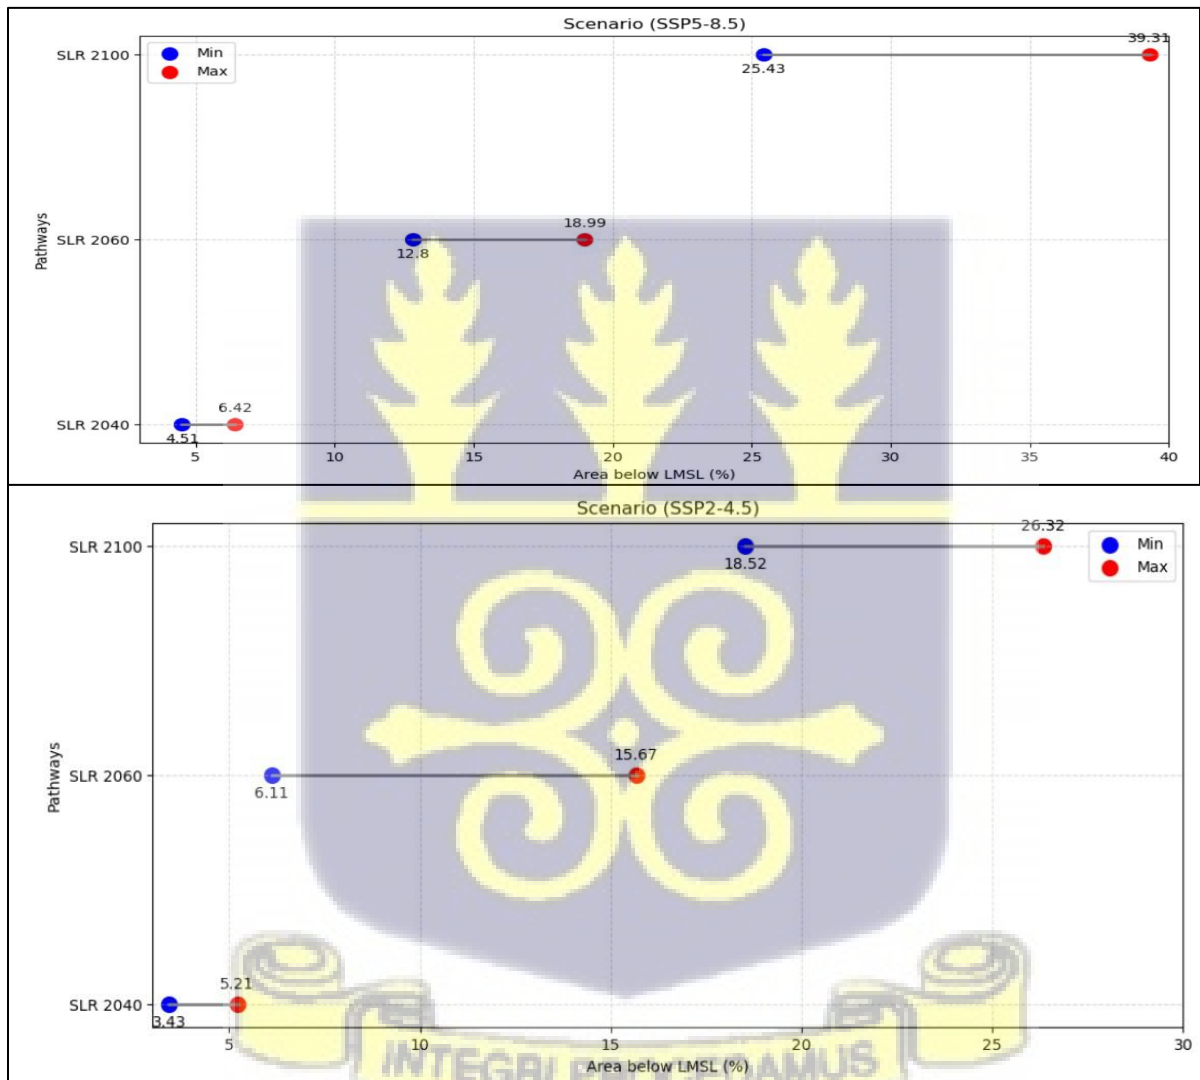 Scenario (SSP5-8.5)
Min
Max
SLR 2100
39.31
25.43
SLR 2060
18.99
12.8
SLR 2040
6.42
4.51
Pathways
5 10 15 20 25 30 35 40
Area below LMSL (%)
Scenario (SSP2-4.5)
Min
Max
SLR 2100
26.32
18.52
SLR 2060
15.67
6.11
SLR 2040
5.21
3.43
Pathways
5 10 15 20 25 30
Area below LMSL (%)
INTEGRI